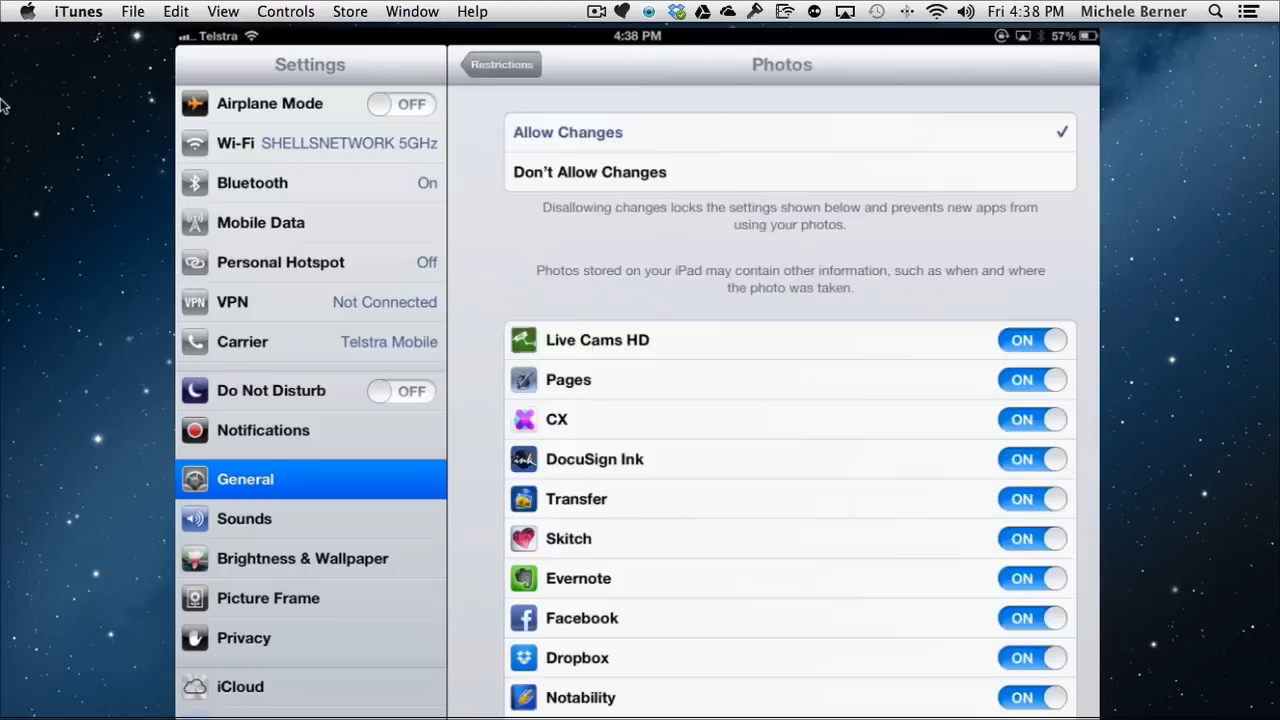 iTunes File Edit View Controls Store Window Help Fri 4:38 PM Michele Berner
Telstra 4:38 PM 57%
Settings
Airplane Mode OFF
Wi-Fi SHELLSNETWORK 5GHz
Bluetooth On
Mobile Data
Personal Hotspot Off
VPN VPN Not Connected
Carrier Telstra Mobile
Do Not Disturb OFF
Notifications
General
Sounds
Brightness & Wallpaper
Picture Frame
Privacy
iCloud
Restrictions Photos
Allow Changes
Don't Allow Changes
Disallowing changes locks the settings shown below and prevents new apps from
using your photos.
Photos stored on your iPad may contain other information, such as when and where
the photo was taken.
Live Cams HD ON
Pages ON
CX ON
ink DocuSign Ink ON
Transfer ON
Skitch ON
Evernote ON
Facebook ON
Dropbox ON
Notability ON